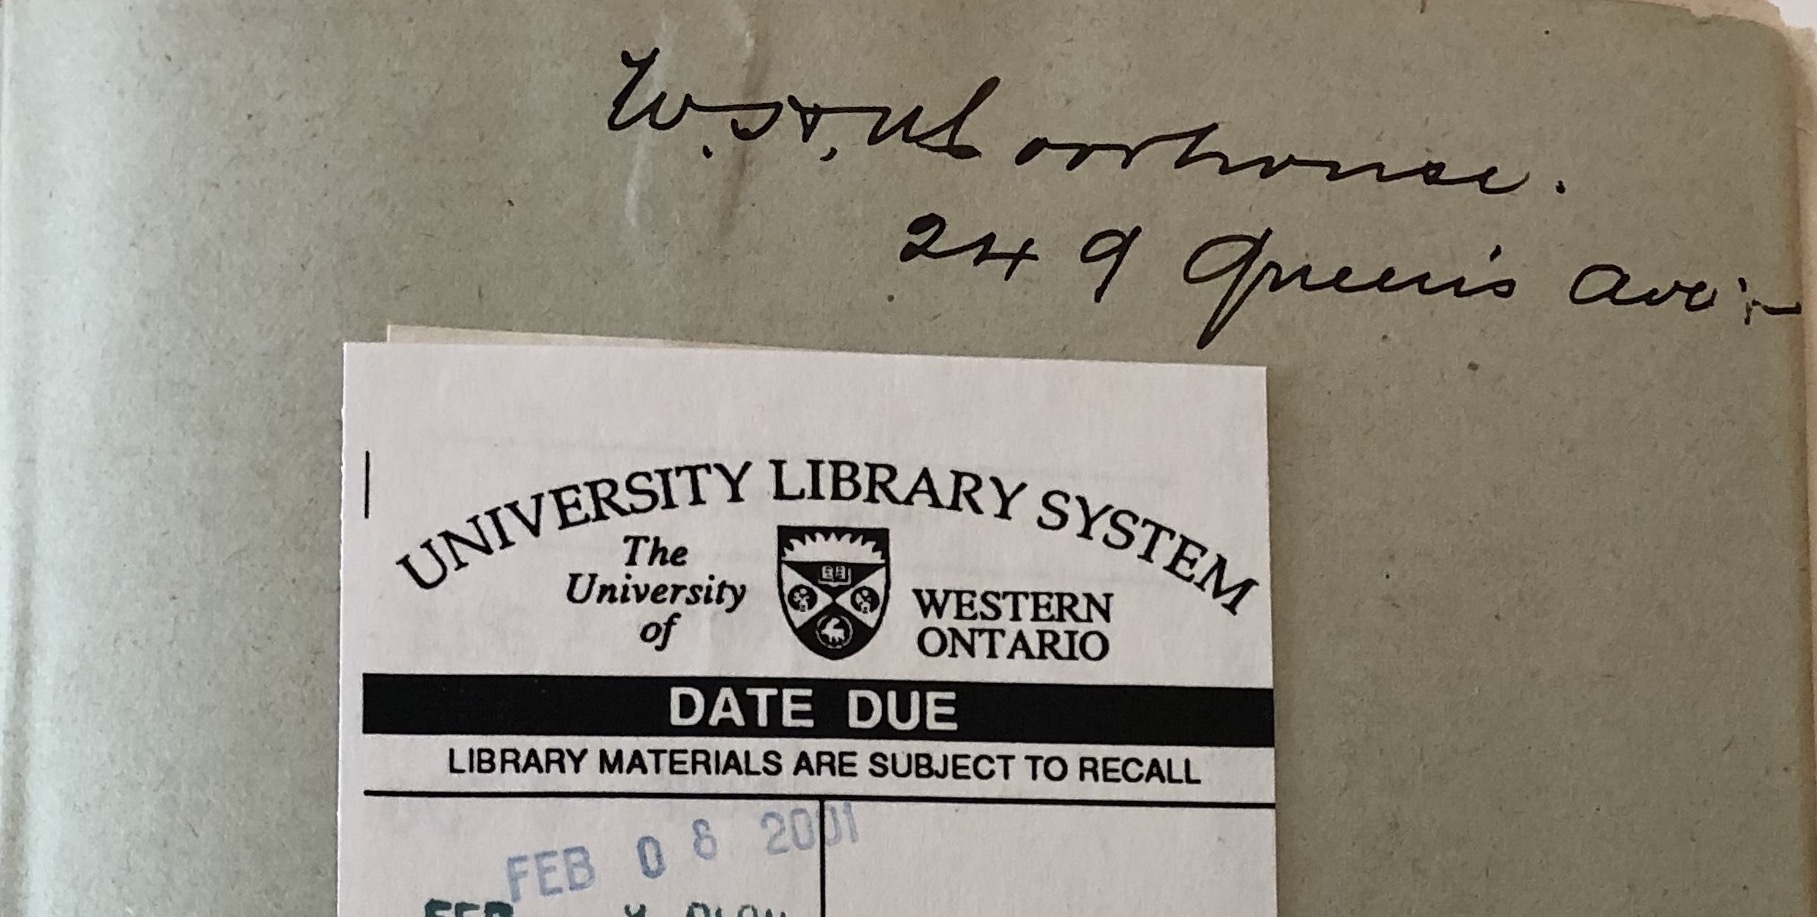 W. H. Moorhouse.
249 Queen's Ave:-
UNIVERSITY LIBRARY SYSTEM
The
University
of
WESTERN
ONTARIO
DATE DUE
LIBRARY MATERIALS ARE SUBJECT TO RECALL
FEB 08 2001
FEB